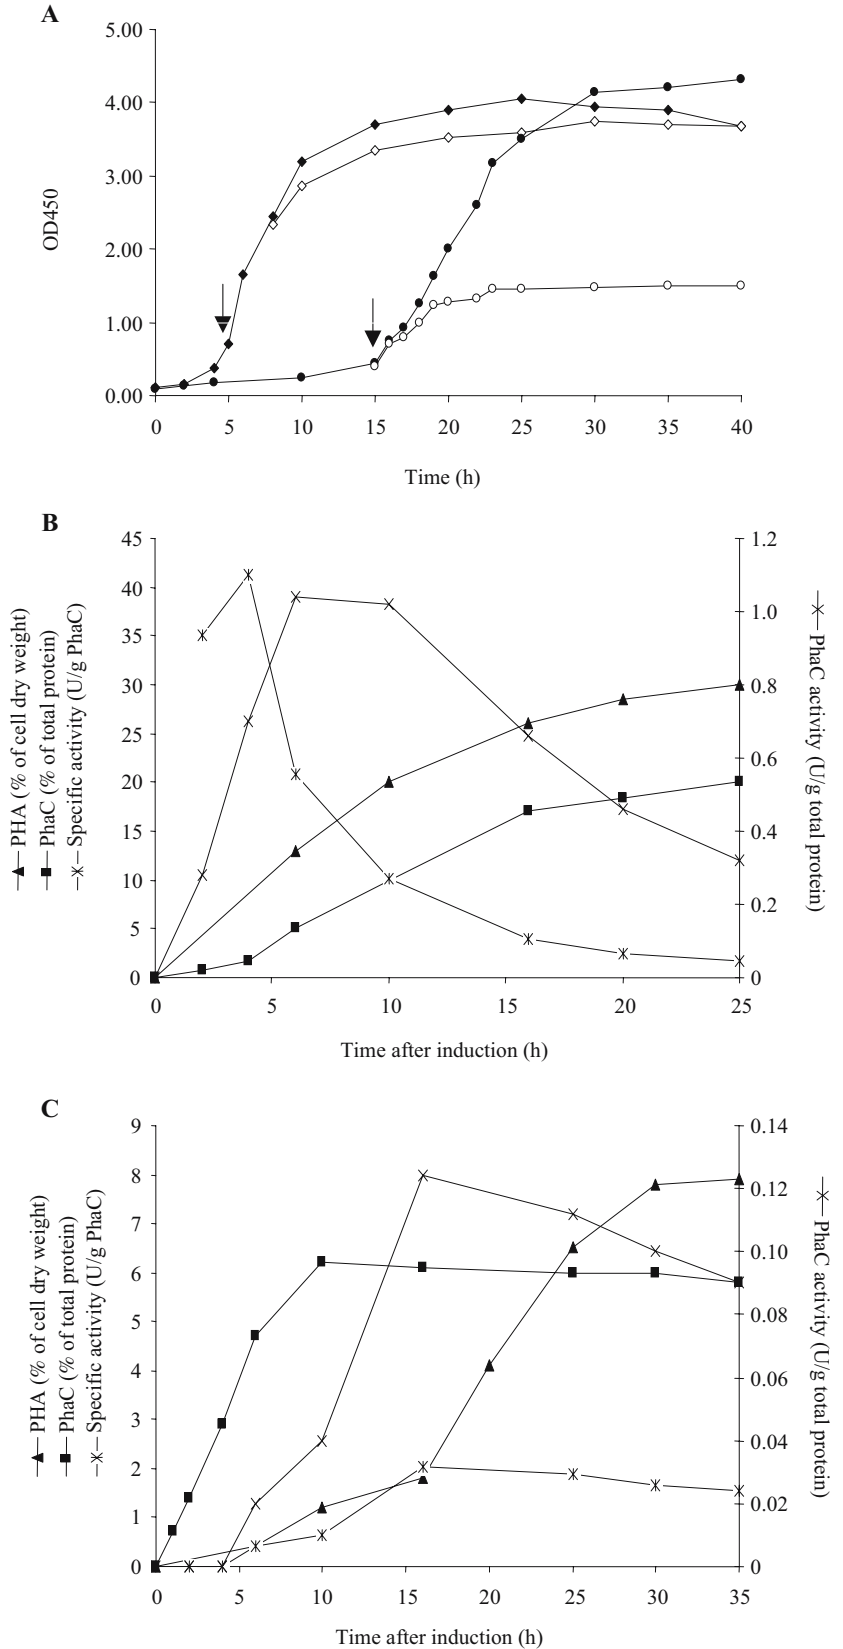 A
5.00
4.00
3.00
2.00
1.00
0.00
OD450
0 5 10 15 20 25 30 35 40
Time (h)
B
45
40
35
30
25
20
15
10
5
0
PHA (% of cell dry weight)
PhaC (% of total protein)
Specific activity (U/g PhaC)
1.2
1.0
0.8
0.6
0.4
0.2
0
PhaC activity (U/g total protein)
0 5 10 15 20 25
Time after induction (h)
C
9
8
7
6
5
4
3
2
1
0
PHA (% of cell dry weight)
PhaC (% of total protein)
Specific activity (U/g PhaC)
0.14
0.12
0.10
0.08
0.06
0.04
0.02
0
PhaC activity (U/g total protein)
0 5 10 15 20 25 30 35
Time after induction (h)